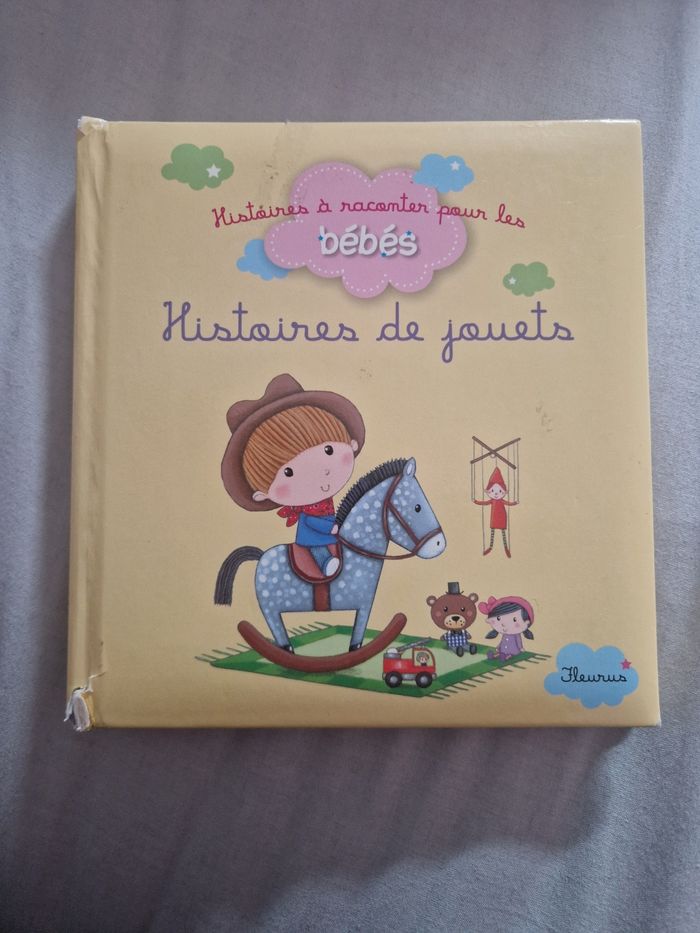 Histoires à raconter pour les
bébés
Histoires de jouets
Fleurus